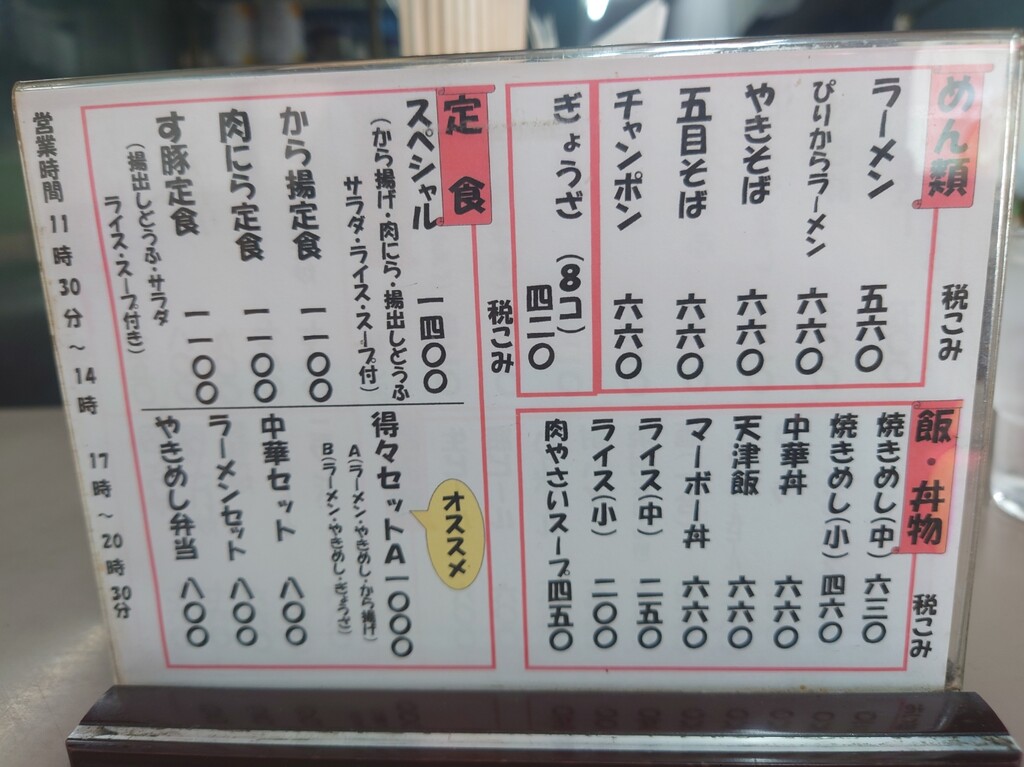 めん類
税こみ
ラーメン 五六〇
ぴりからラーメン 六六〇
やきそば 六六〇
五目そば 六六〇
チャンポン 六六〇
ぎょうざ (8コ) 四二〇
飯・丼物
税こみ
焼きめし(中) 六三〇
焼きめし(小) 四六〇
中華丼 六六〇
天津飯 六六〇
マーボー丼 六六〇
ライス(中) 二五〇
ライス(小) 二〇〇
肉やさいスープ 四五〇
税こみ
定食
スペシャル 一四〇〇
(から揚げ・肉にら・揚出しとうふ
サラダ・ライス・スープ付)
から揚定食 一一〇〇
肉にら定食 一一〇〇
す豚定食 一一〇〇
(揚出しとうふ・サラダ
ライス・スープ付き)
オススメ
得々セットA 一〇〇〇
A(ラーメン・やきめし・から揚げ)
B(ラーメン・やきめし・ぎょうざ)
中華セット 八〇〇
ラーメンセット 八〇〇
やきめし弁当 八〇〇
営業時間 11時30分～14時 17時～20時30分